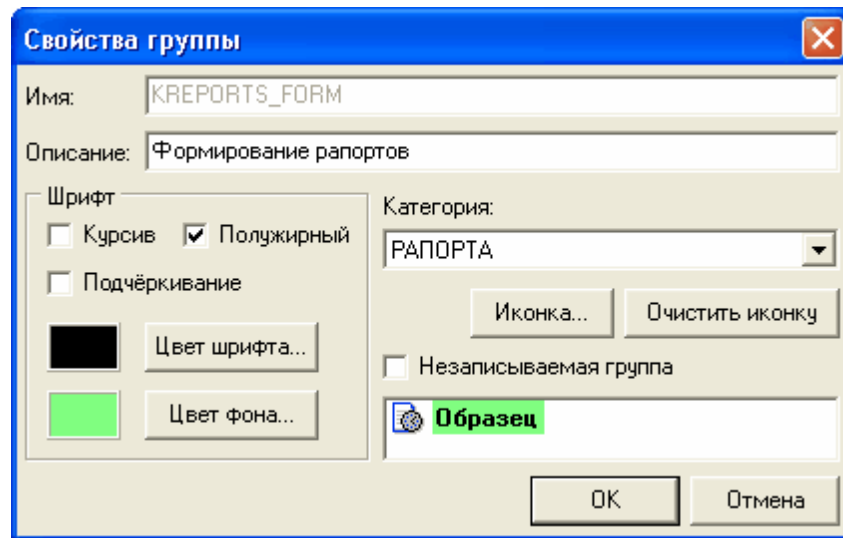 Свойства группы
Имя: KREPORTS_FORM
Описание: Формирование рапортов
Шрифт
Курсив Полужирный
Подчёркивание
Цвет шрифта...
Цвет фона...
Категория:
РАПОРТА
Иконка... Очистить иконку
Незаписываемая группа
Образец
OK Отмена